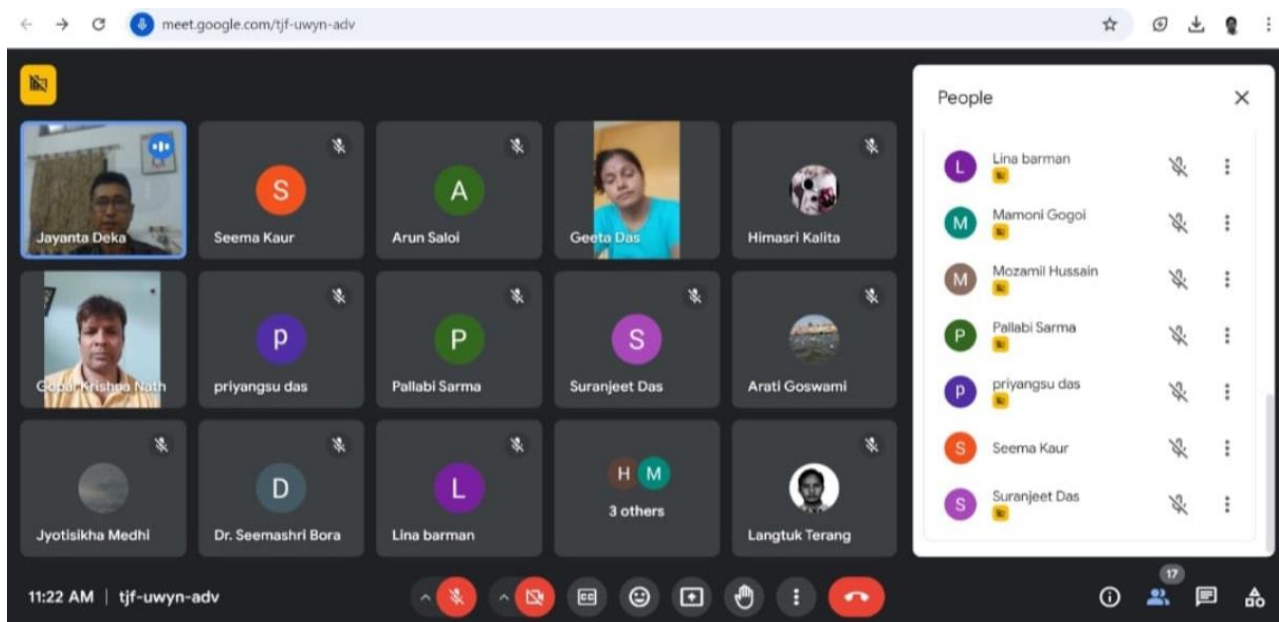 meet.google.com/tjf-uwyn-adv
People
Jayanta Deka
S
Seema Kaur
A
Arun Saloi
Geeta Das
Himasri Kalita
Gopal Krishna Nath
p
priyangsu das
P
Pallabi Sarma
S
Suranjeet Das
Arati Goswami
Jyotisikha Medhi
D
Dr. Seemashri Bora
L
Lina barman
H M
3 others
Langtuk Terang
L Lina barman
M Mamoni Gogoi
M Mozamil Hussain
P Pallabi Sarma
p priyangsu das
S Seema Kaur
S Suranjeet Das
11:22 AM | tjf-uwyn-adv
CC
17